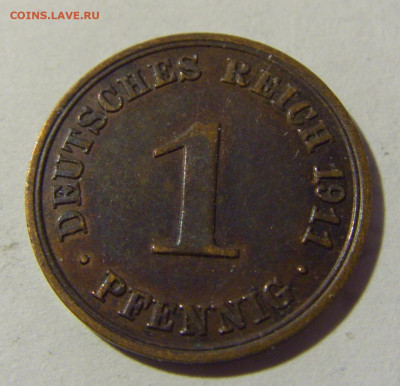 COINS.LAVE.RU
DEUTSCHES REICH 1911
1
· PFENNIG ·